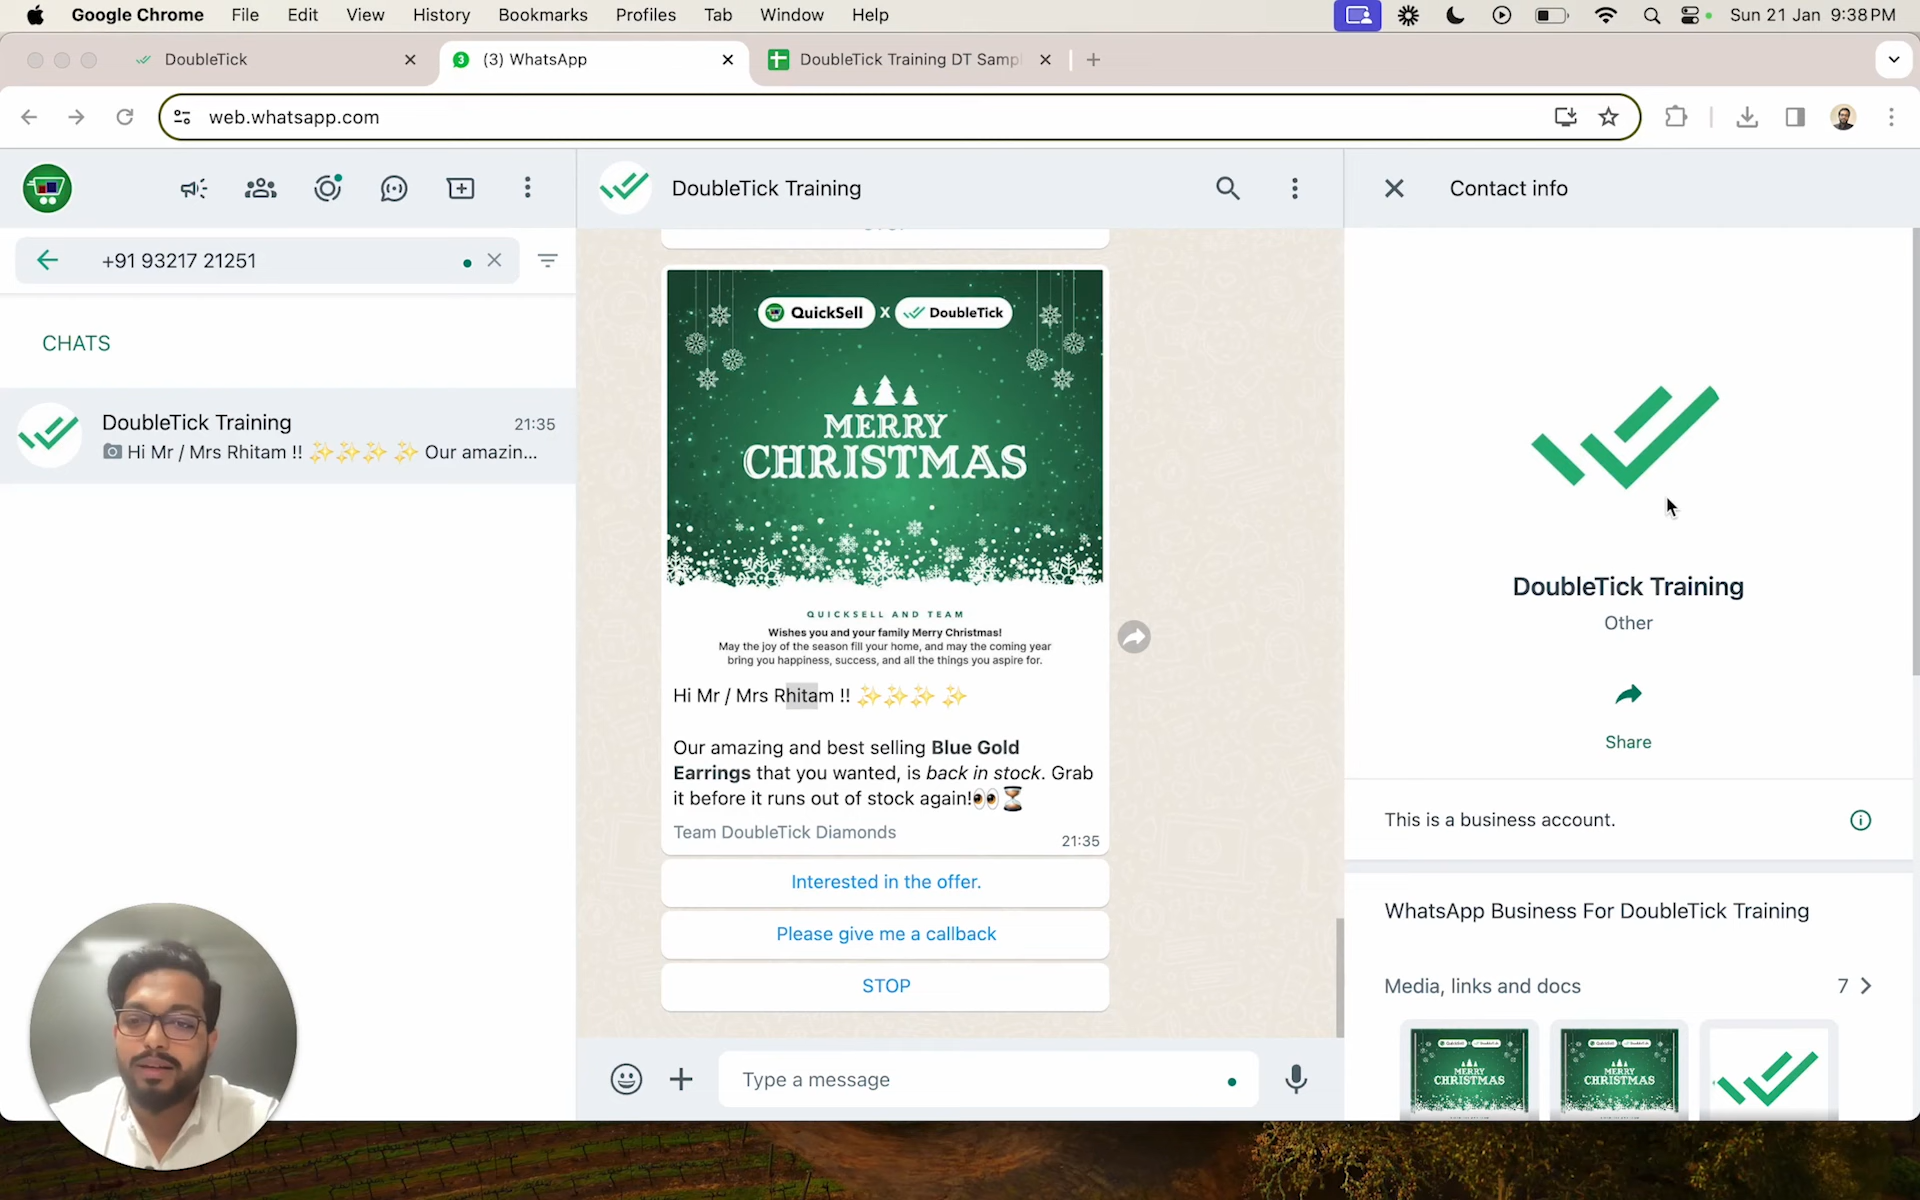 Google Chrome File Edit View History Bookmarks Profiles Tab Window Help
Sun 21 Jan 9:38 PM
DoubleTick
3 (3) WhatsApp
DoubleTick Training DT Samp
web.whatsapp.com
DoubleTick Training
Contact info
+91 93217 21251
CHATS
DoubleTick Training 21:35
Hi Mr / Mrs Rhitam !! ✨✨✨ ✨ Our amazin...
QuickSell X DoubleTick
MERRY
CHRISTMAS
QUICKSELL AND TEAM
Wishes you and your family Merry Christmas!
May the joy of the season fill your home, and may the coming year
bring you happiness, success, and all the things you aspire for.
Hi Mr / Mrs Rhitam !! ✨✨✨ ✨
Our amazing and best selling Blue Gold
Earrings that you wanted, is back in stock. Grab
it before it runs out of stock again!👀⏳
Team DoubleTick Diamonds
21:35
Interested in the offer.
Please give me a callback
STOP
Type a message
DoubleTick Training
Other
Share
This is a business account.
WhatsApp Business For DoubleTick Training
Media, links and docs 7
MERRY
CHRISTMAS
MERRY
CHRISTMAS